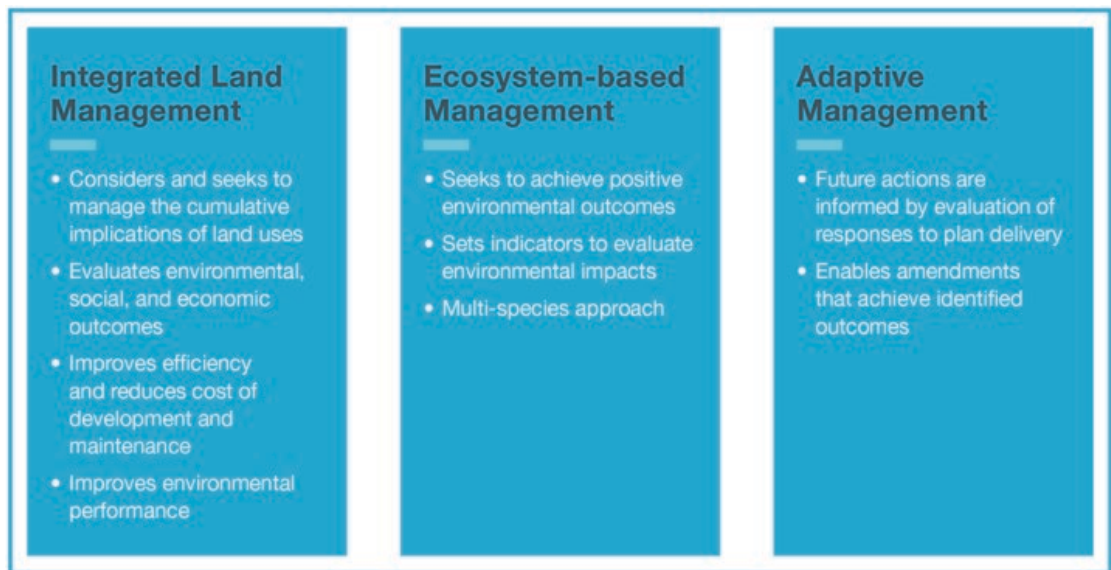 Integrated Land
Management
• Considers and seeks to
manage the cumulative
implications of land uses
• Evaluates environmental,
social, and economic
outcomes
• Improves efficiency
and reduces cost of
development and
maintenance
• Improves environmental
performance
Ecosystem-based
Management
• Seeks to achieve positive
environmental outcomes
• Sets indicators to evaluate
environmental impacts
• Multi-species approach
Adaptive
Management
• Future actions are
informed by evaluation of
responses to plan delivery
• Enables amendments
that achieve identified
outcomes